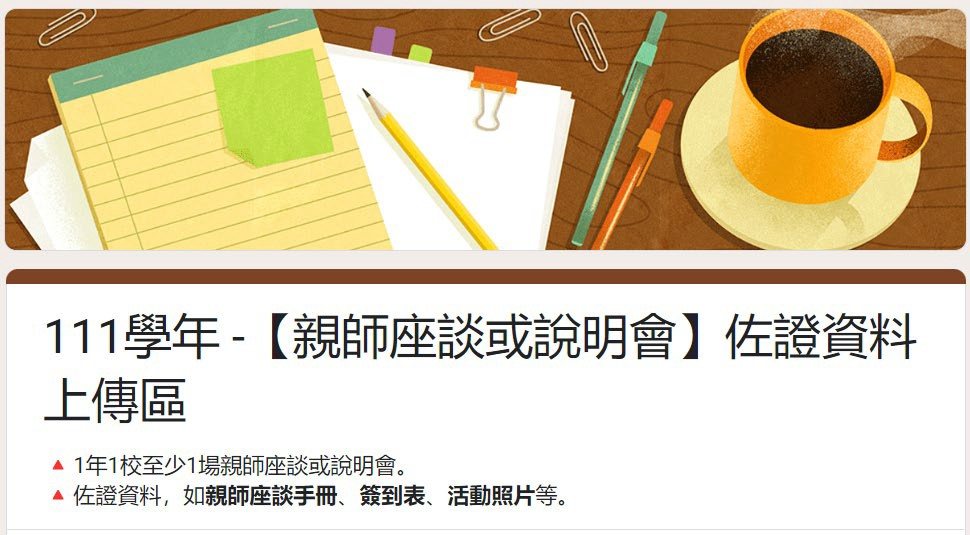 111學年 -【親師座談或說明會】佐證資料
上傳區
🔺 1年1校至少1場親師座談或說明會。
🔺 佐證資料，如親師座談手冊、簽到表、活動照片等。